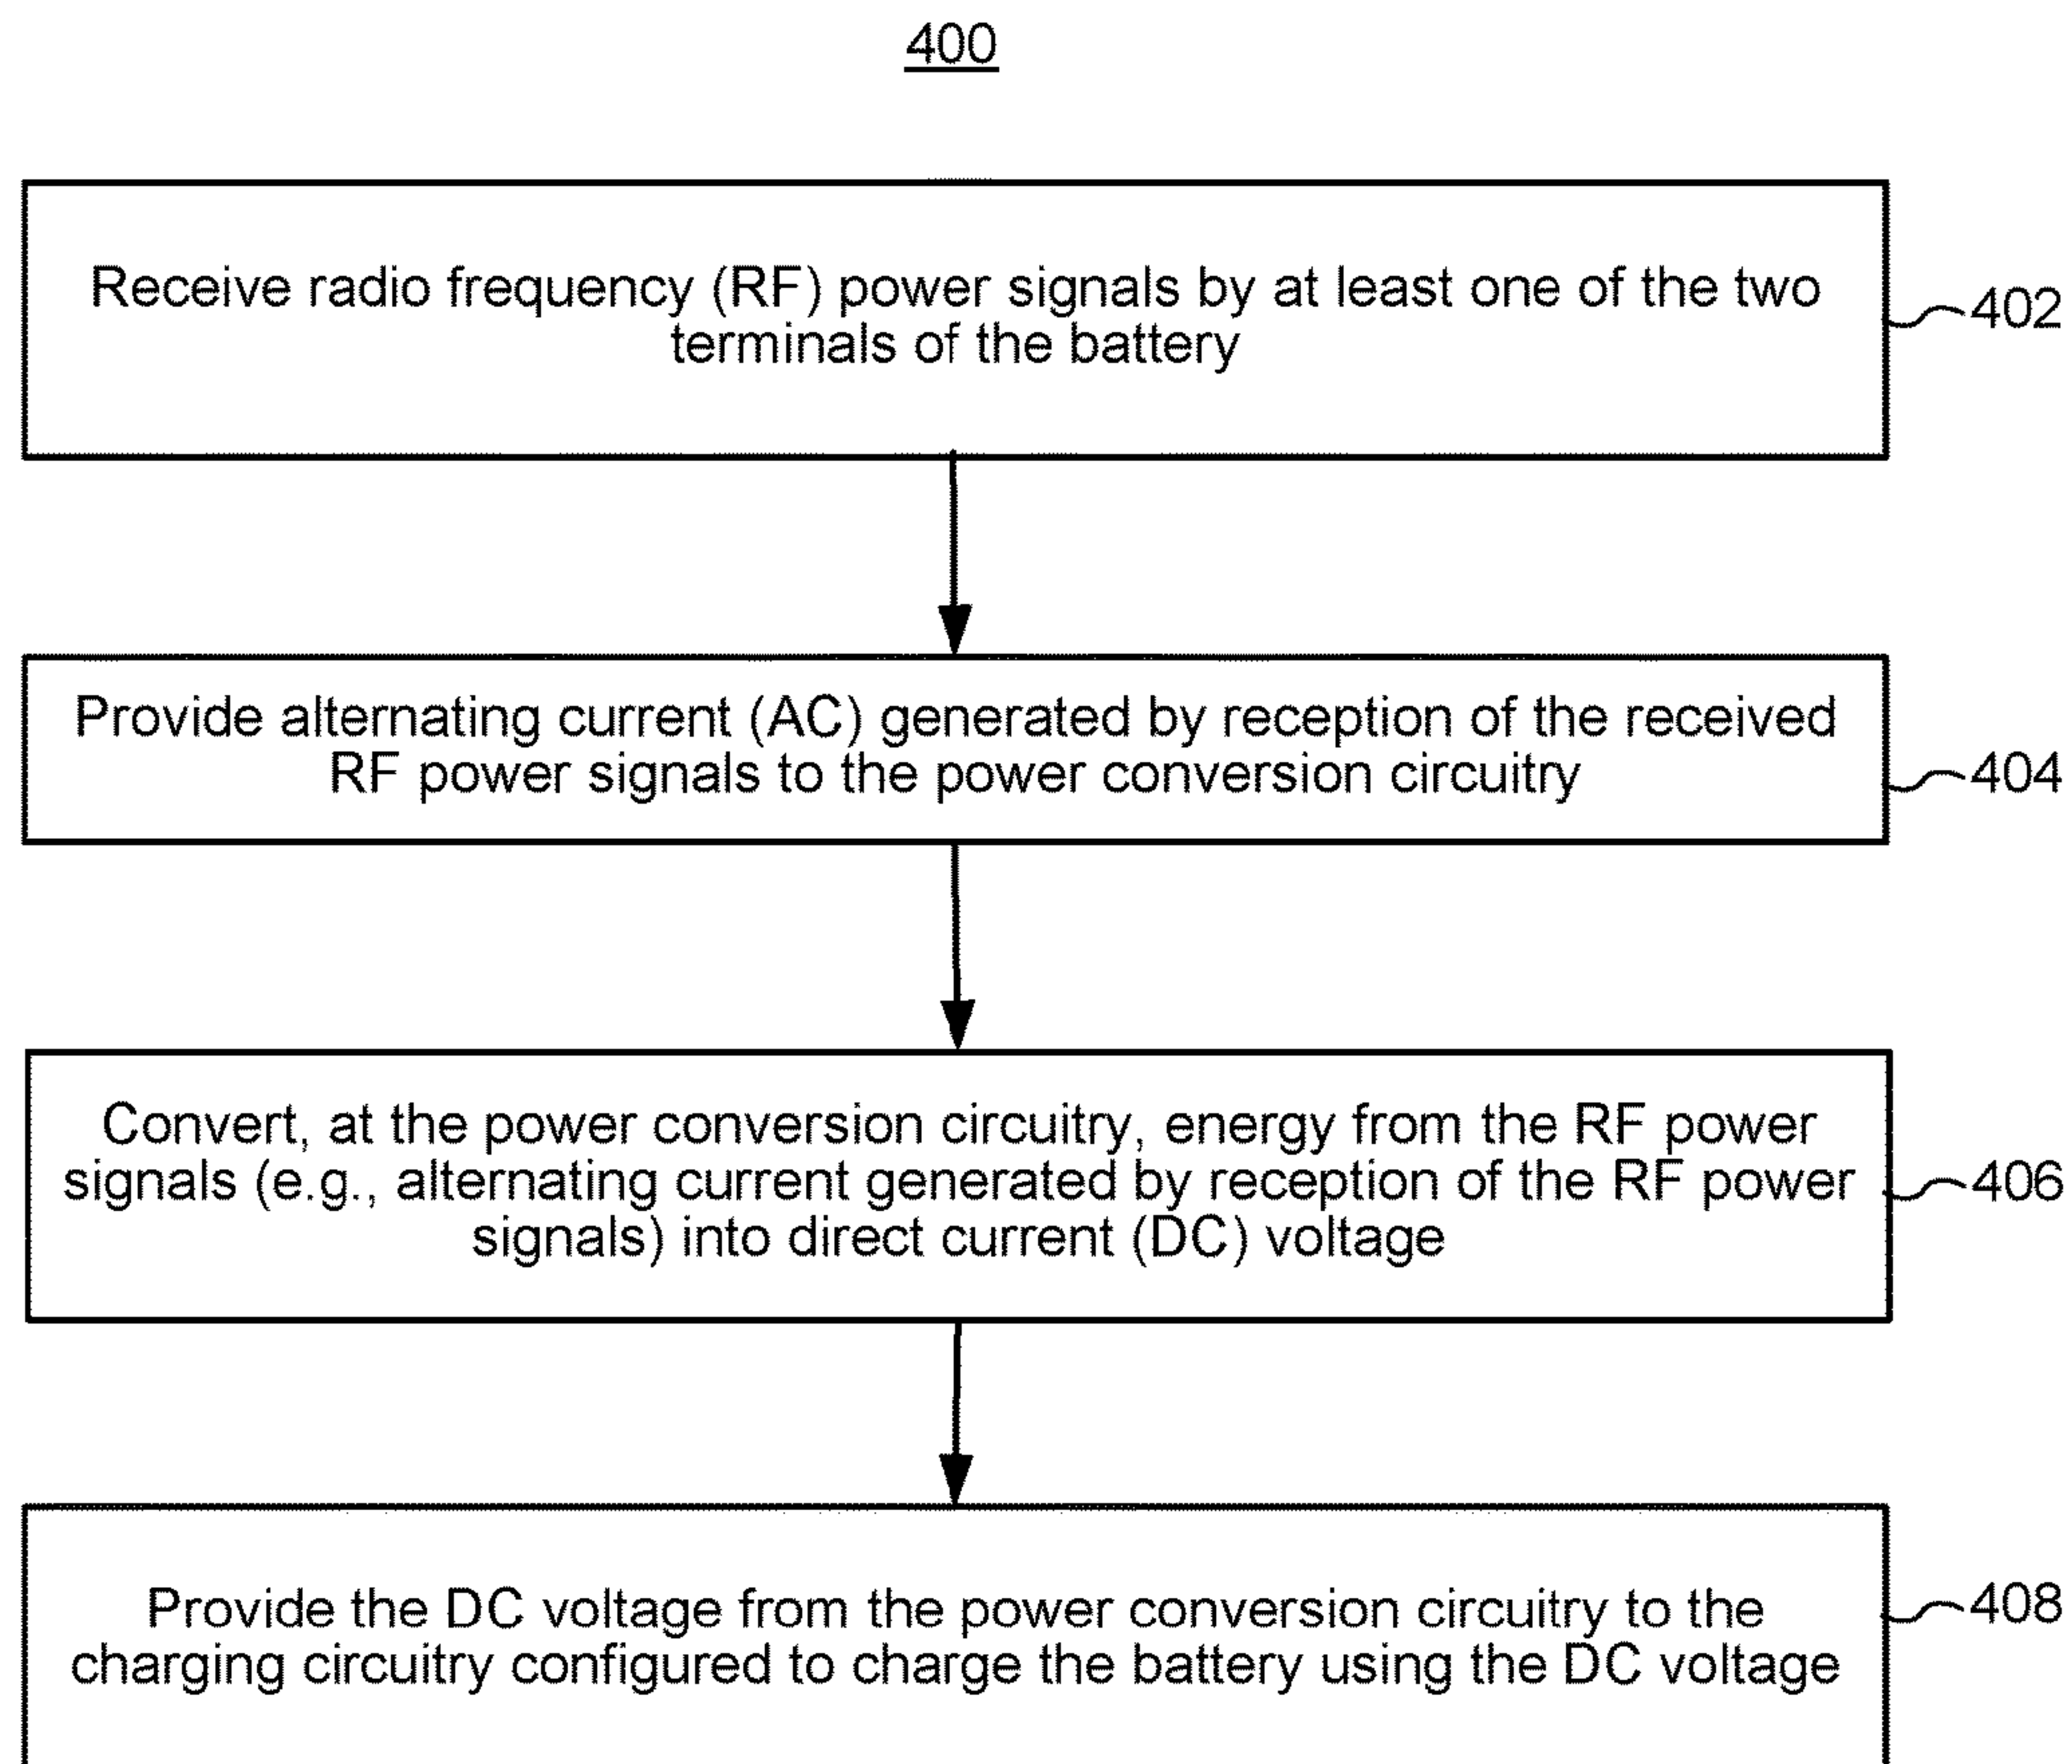 400
Receive radio frequency (RF) power signals by at least one of the two
terminals of the battery
402
Provide alternating current (AC) generated by reception of the received
RF power signals to the power conversion circuitry
404
Convert, at the power conversion circuitry, energy from the RF power
signals (e.g., alternating current generated by reception of the RF power
signals) into direct current (DC) voltage
406
Provide the DC voltage from the power conversion circuitry to the
charging circuitry configured to charge the battery using the DC voltage
408